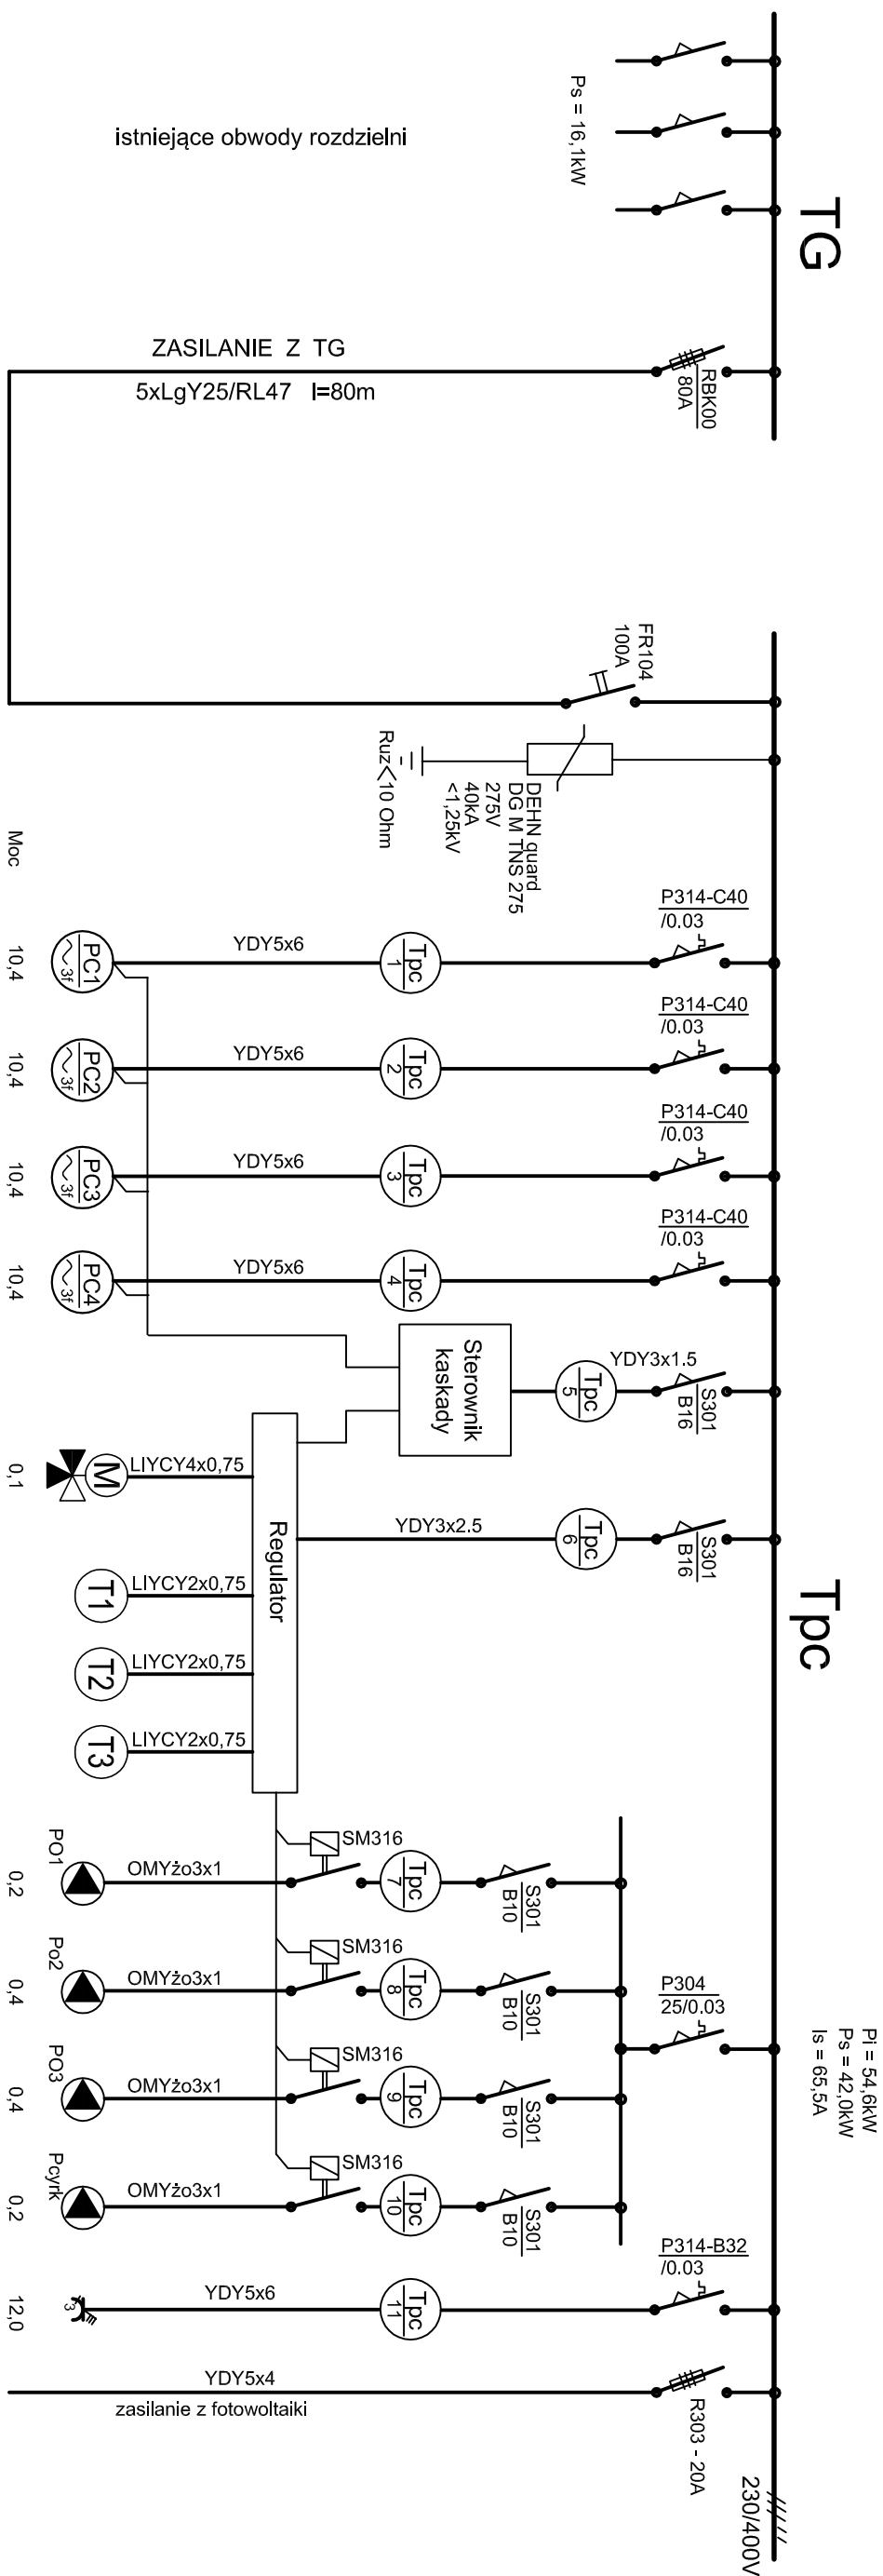 TG
Ps = 16,1kW
istniejące obwody rozdzielni
RBK00
80A
ZASILANIE Z TG
5xLgY25/RL47 l=80m
FR104
100A
DEHN quard
DG M TNS 275
275V
40kA
<1,25kV
Ruz<10 Ohm
Tpc
Pi = 54,6kW
Ps = 42,0kW
Is = 65,5A
230/400V
P314-C40
/0.03
Tpc
1
YDY5x6
PC1
3f
P314-C40
/0.03
Tpc
2
YDY5x6
PC2
3f
P314-C40
/0.03
Tpc
3
YDY5x6
PC3
3f
P314-C40
/0.03
Tpc
4
YDY5x6
PC4
3f
S301
B16
YDY3x1.5
Tpc
5
Sterownik
kaskady
S301
B16
Tpc
6
YDY3x2.5
Regulator
LIYCY4x0,75
M
LIYCY2x0,75
T1
LIYCY2x0,75
T2
LIYCY2x0,75
T3
P304
25/0.03
S301
B10
Tpc
7
SM316
OMYżo3x1
PO1
S301
B10
Tpc
8
SM316
OMYżo3x1
Po2
S301
B10
Tpc
9
SM316
OMYżo3x1
PO3
S301
B10
Tpc
10
SM316
OMYżo3x1
Pcyrk
P314-B32
/0.03
Tpc
11
YDY5x6
3
R303 - 20A
YDY5x4
zasilanie z fotowoltaiki
Moc
10,4
10,4
10,4
10,4
0,1
0,2
0,4
0,4
0,2
12,0